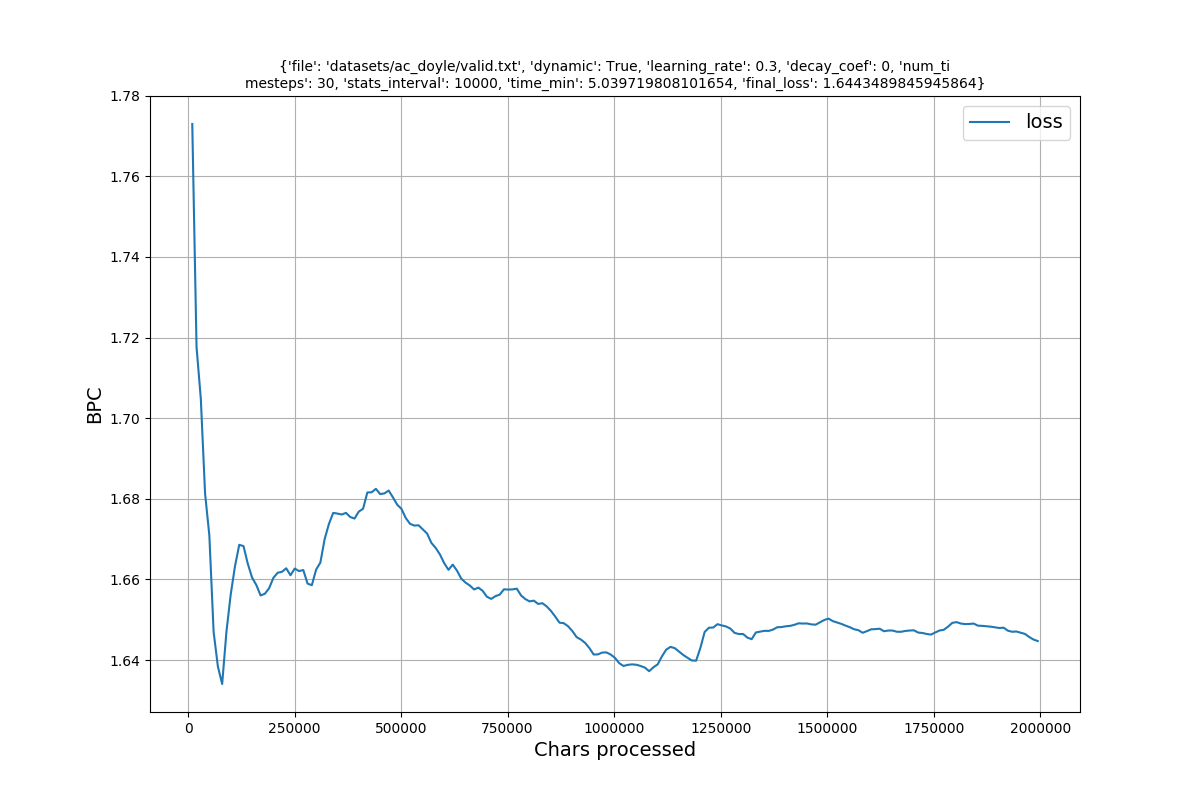 {'file': 'datasets/ac_doyle/valid.txt', 'dynamic': True, 'learning_rate': 0.3, 'decay_coef': 0, 'num_ti
mesteps': 30, 'stats_interval': 10000, 'time_min': 5.039719808101654, 'final_loss': 1.6443489845945864}
loss
1.78
1.76
1.74
1.72
1.70
1.68
1.66
1.64
BPC
0 250000 500000 750000 1000000 1250000 1500000 1750000 2000000
Chars processed